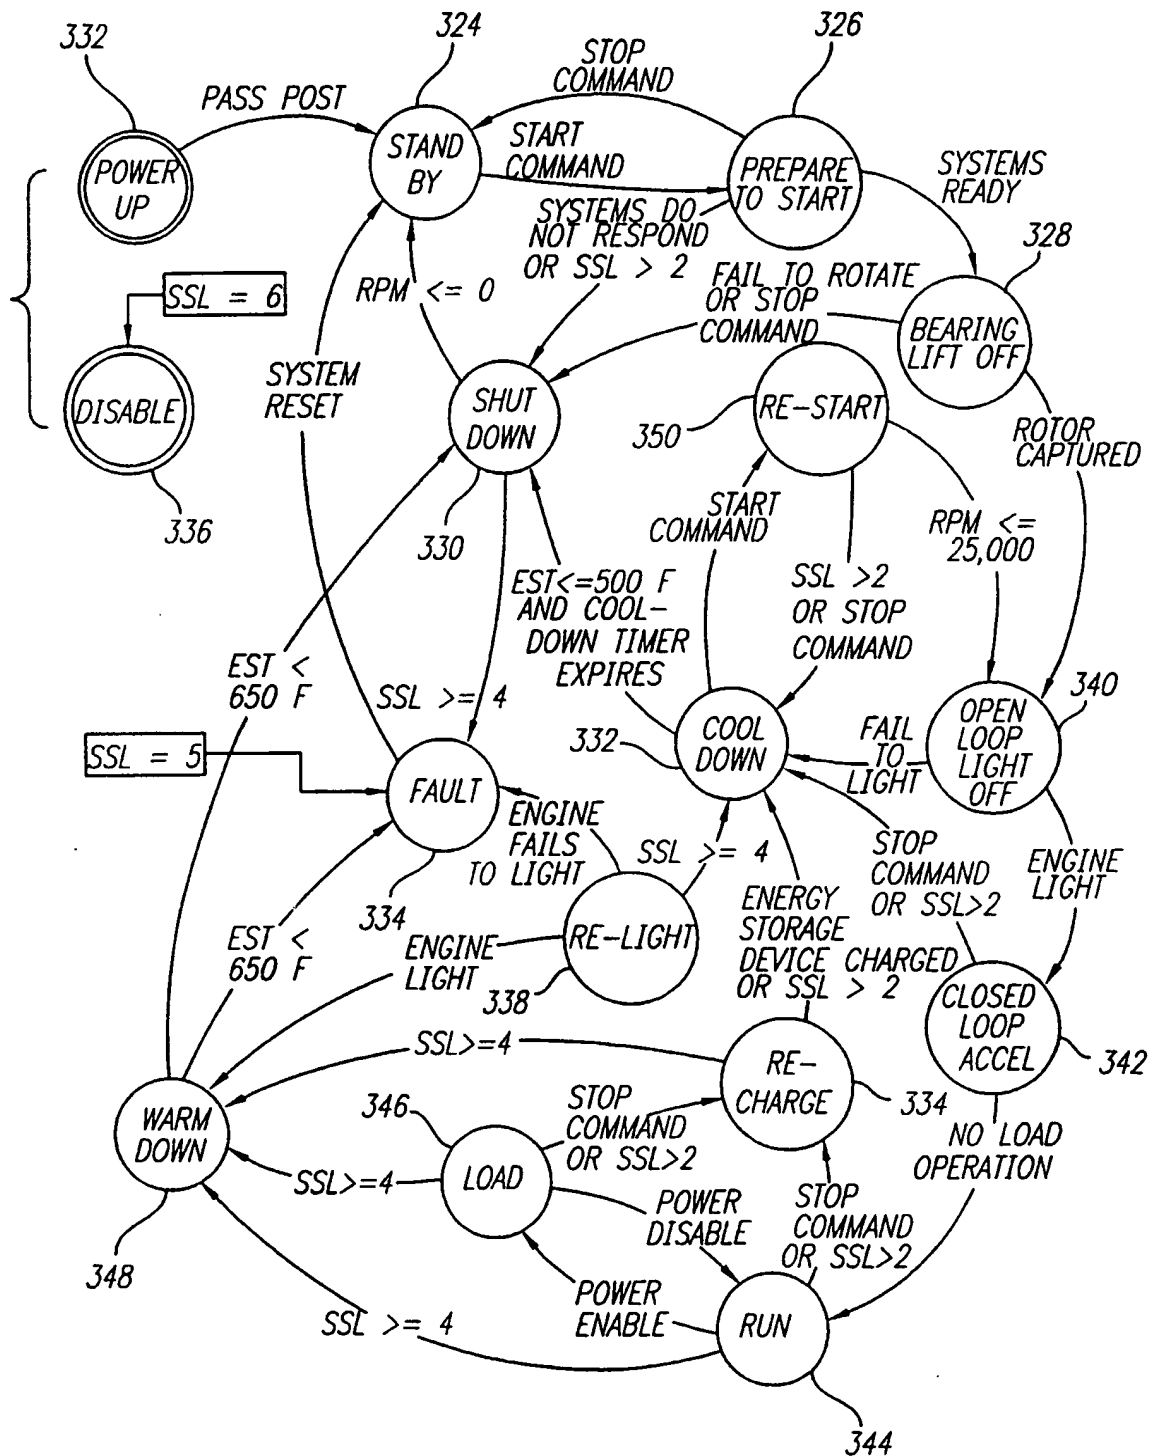 332
324
326
PASS POST
STOP
COMMAND
POWER
UP
STAND
BY
START
COMMAND
PREPARE
TO START
SYSTEMS
READY
328
SYSTEMS DO
NOT RESPOND
OR SSL > 2
SSL = 6
RPM <= 0
FAIL TO ROTATE
OR STOP
COMMAND
BEARING
LIFT OFF
DISABLE
336
SYSTEM
RESET
SHUT
DOWN
330
350
RE-START
ROTOR
CAPTURED
START
COMMAND
RPM <=
25,000
EST<=500 F
AND COOL-
DOWN TIMER
EXPIRES
SSL >2
OR STOP
COMMAND
EST <
650 F
SSL >= 4
332
COOL
DOWN
FAIL
TO
LIGHT
OPEN
LOOP
LIGHT
OFF
340
SSL = 5
FAULT
334
ENGINE
FAILS
TO LIGHT
SSL >= 4
STOP
COMMAND
OR SSL>2
ENGINE
LIGHT
EST <
650 F
ENGINE
LIGHT
RE-LIGHT
338
ENERGY
STORAGE
DEVICE CHARGED
OR SSL > 2
CLOSED
LOOP
ACCEL
342
SSL>=4
RE-
CHARGE
334
WARM
DOWN
348
346
LOAD
STOP
COMMAND
OR SSL>2
SSL>=4
NO LOAD
OPERATION
POWER
DISABLE
STOP
COMMAND
OR SSL>2
POWER
ENABLE
RUN
344
SSL >= 4